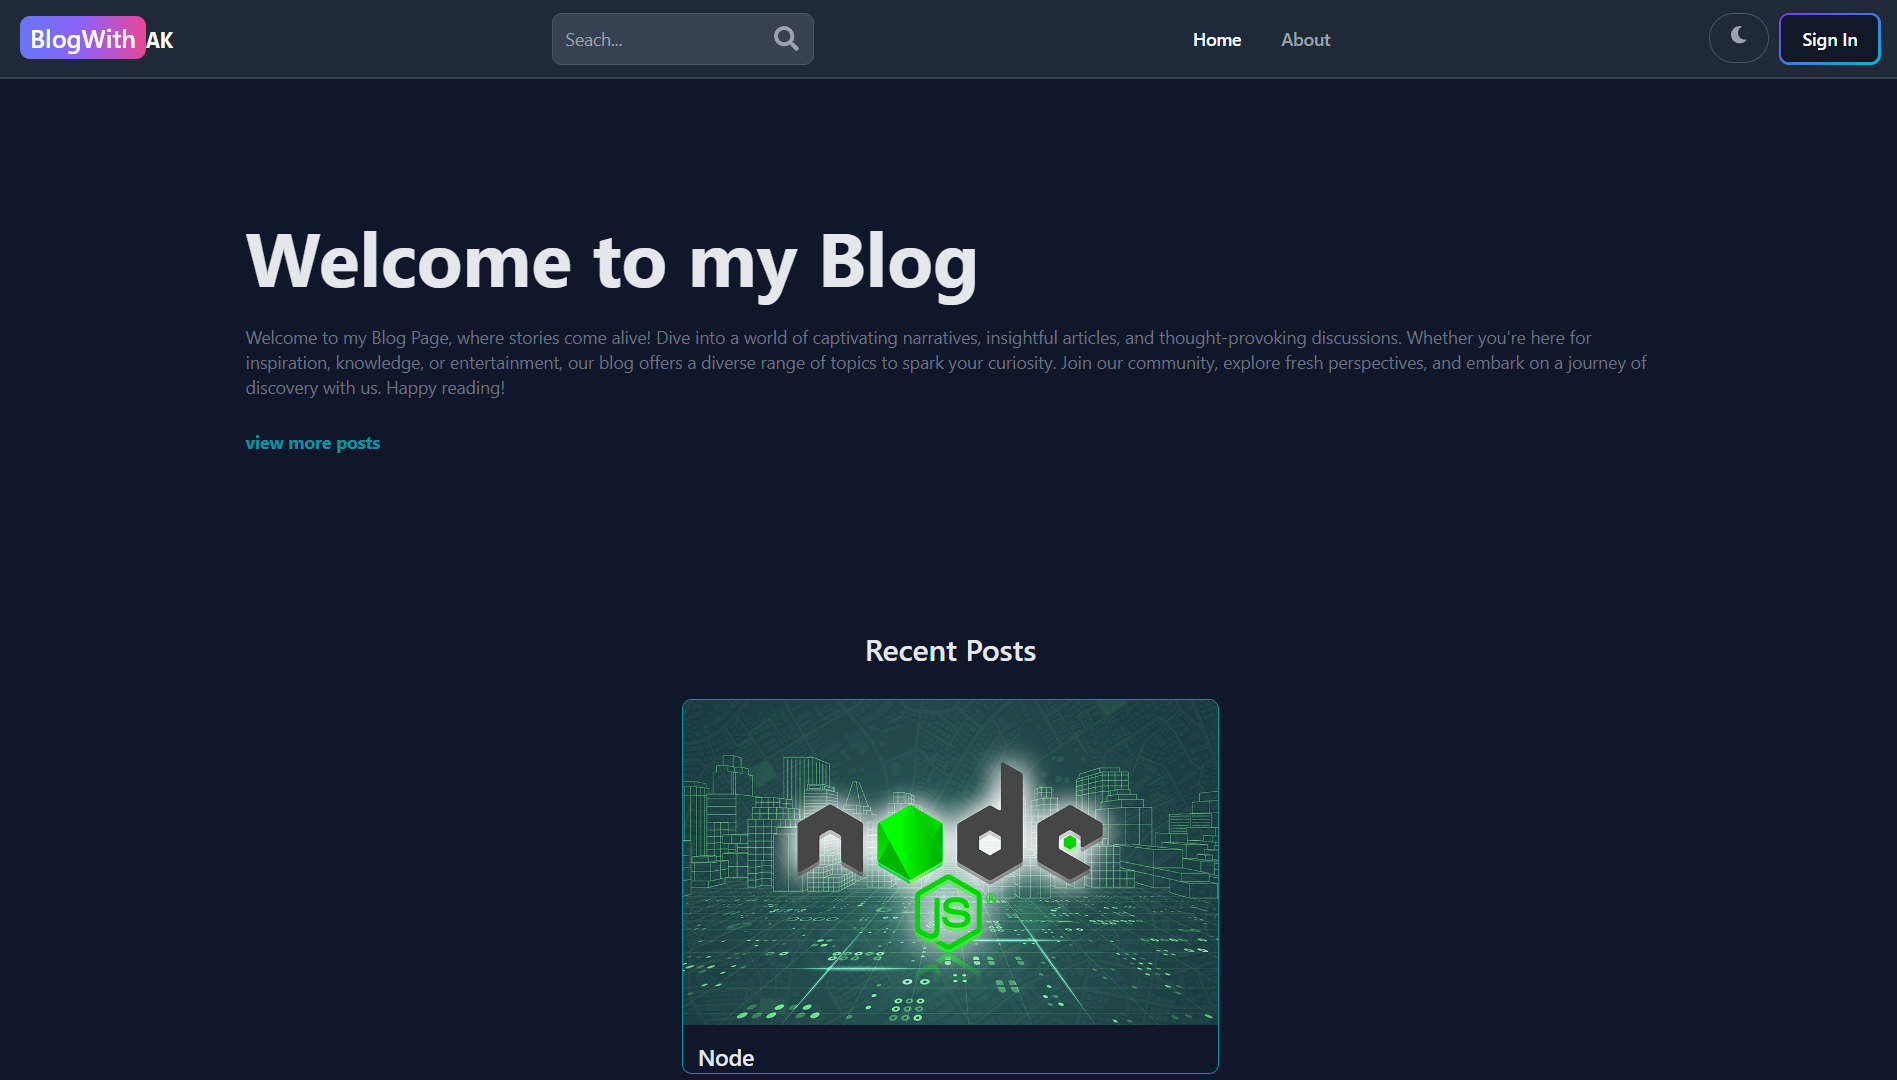 BlogWith AK
Seach...
Home
About
Sign In
Welcome to my Blog
Welcome to my Blog Page, where stories come alive! Dive into a world of captivating narratives, insightful articles, and thought-provoking discussions. Whether you're here for
inspiration, knowledge, or entertainment, our blog offers a diverse range of topics to spark your curiosity. Join our community, explore fresh perspectives, and embark on a journey of
discovery with us. Happy reading!
view more posts
Recent Posts
node
JS®
Node